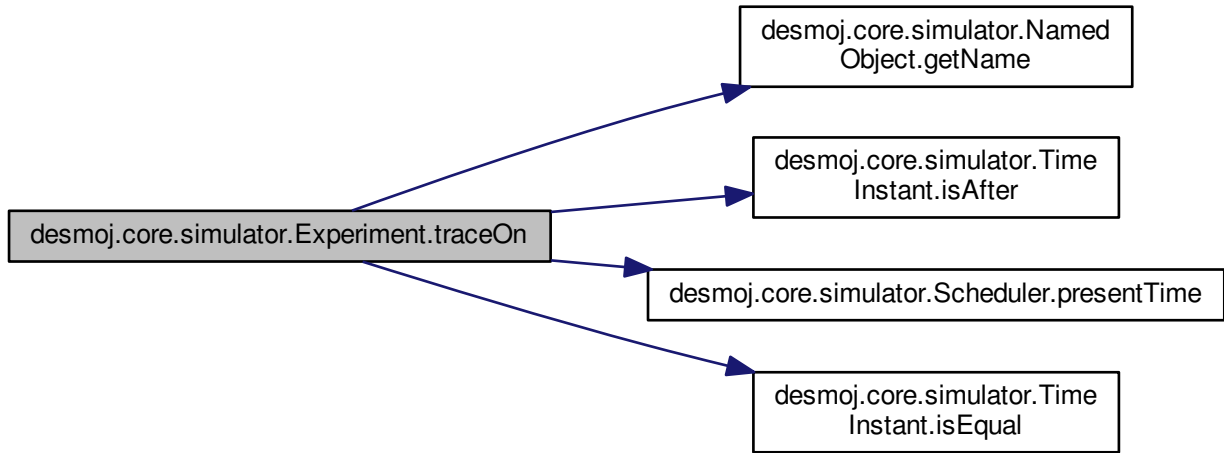 desmoj.core.simulator.Experiment.traceOn
desmoj.core.simulator.Named
Object.getName
desmoj.core.simulator.Time
Instant.isAfter
desmoj.core.simulator.Scheduler.presentTime
desmoj.core.simulator.Time
Instant.isEqual